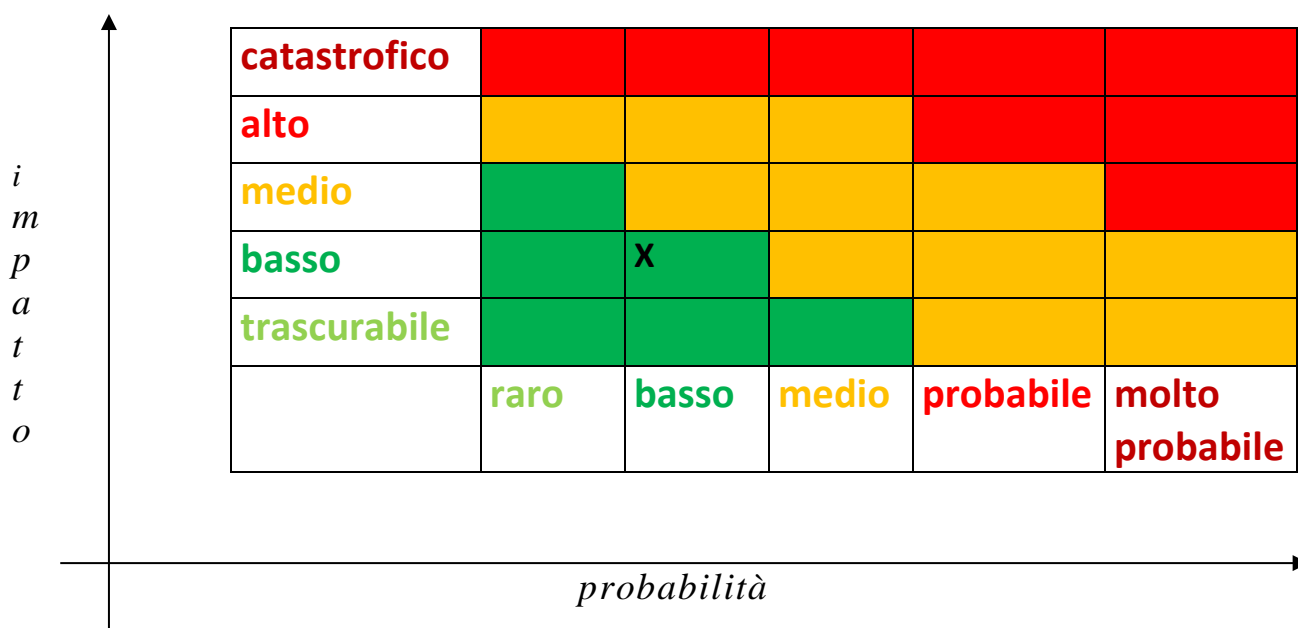 catastrofico
alto
medio
basso X
trascurabile
raro basso medio probabile molto
probabile
i
m
p
a
t
t
o
probabilità